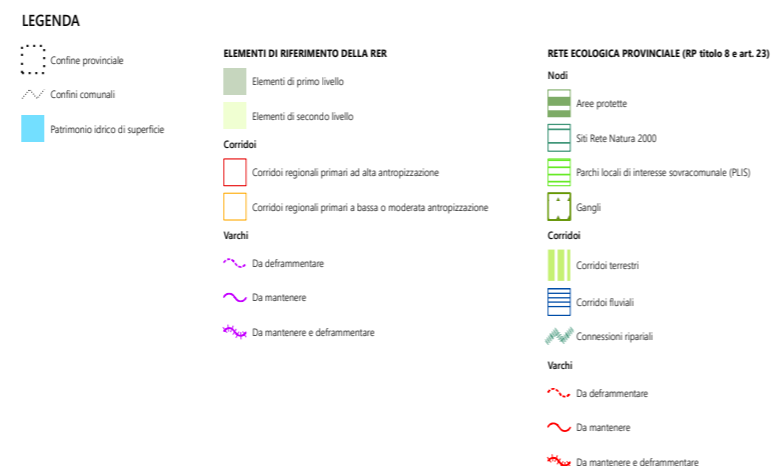 LEGENDA
Confine provinciale
Confini comunali
Patrimonio idrico di superficie
ELEMENTI DI RIFERIMENTO DELLA RER
Elementi di primo livello
Elementi di secondo livello
Corridoi
Corridoi regionali primari ad alta antropizzazione
Corridoi regionali primari a bassa o moderata antropizzazione
Varchi
Da deframmentare
Da mantenere
Da mantenere e deframmentare
RETE ECOLOGICA PROVINCIALE (RP titolo 8 e art. 23)
Nodi
Aree protette
Siti Rete Natura 2000
Parchi locali di interesse sovracomunale (PLIS)
Gangli
Corridoi
Corridoi terrestri
Corridoi fluviali
Connessioni ripariali
Varchi
Da deframmentare
Da mantenere
Da mantenere e deframmentare